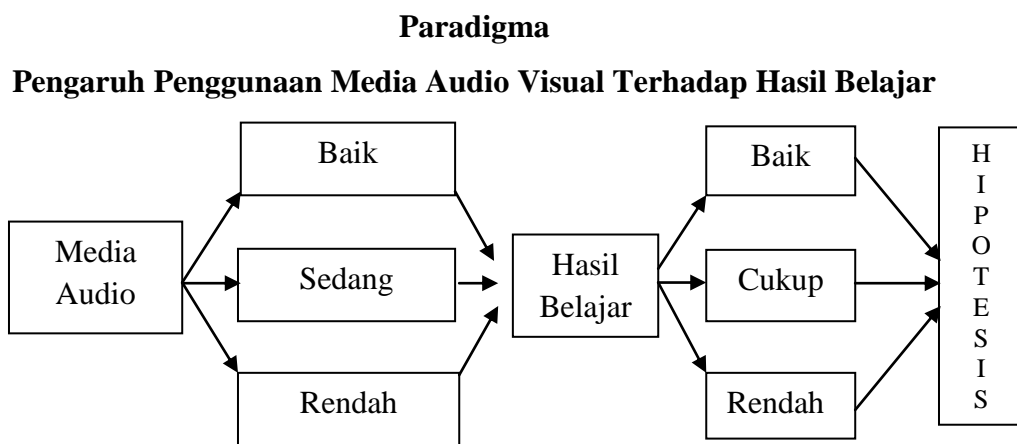 Paradigma
Pengaruh Penggunaan Media Audio Visual Terhadap Hasil Belajar
Media
Audio
Baik
Sedang
Rendah
Hasil
Belajar
Baik
Cukup
Rendah
H
I
P
O
T
E
S
I
S